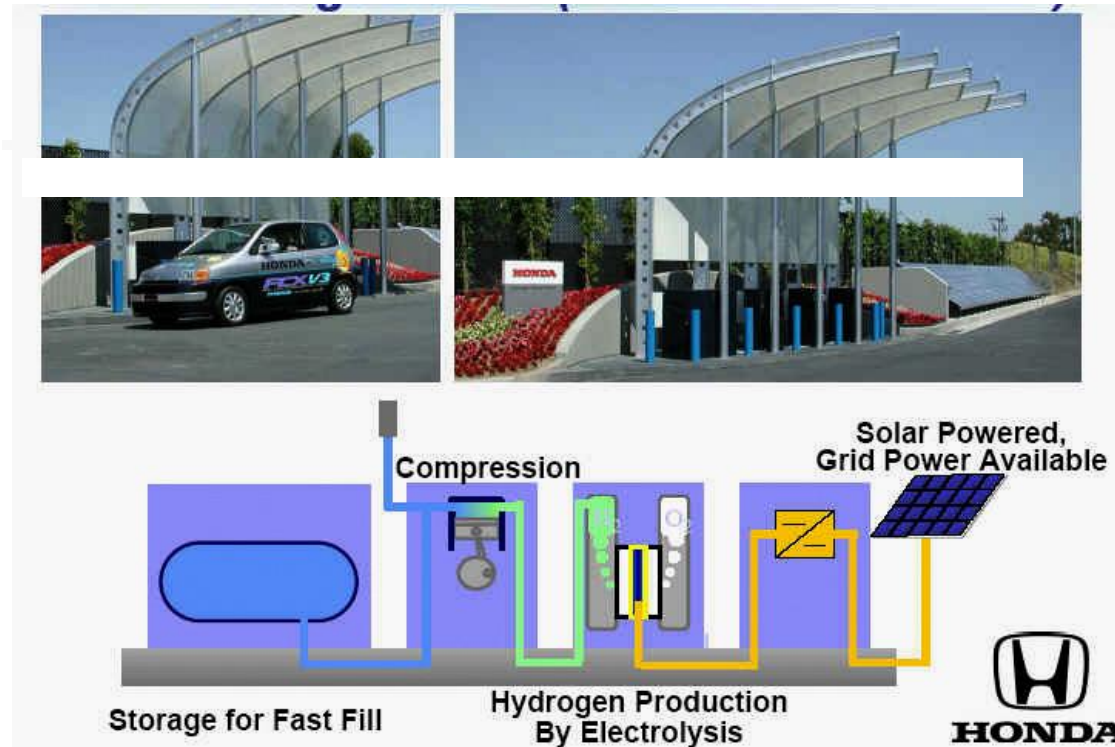 HONDA
FCX V3
HONDA
Compression
Solar Powered,
Grid Power Available
O2
Storage for Fast Fill
Hydrogen Production
By Electrolysis
HONDA